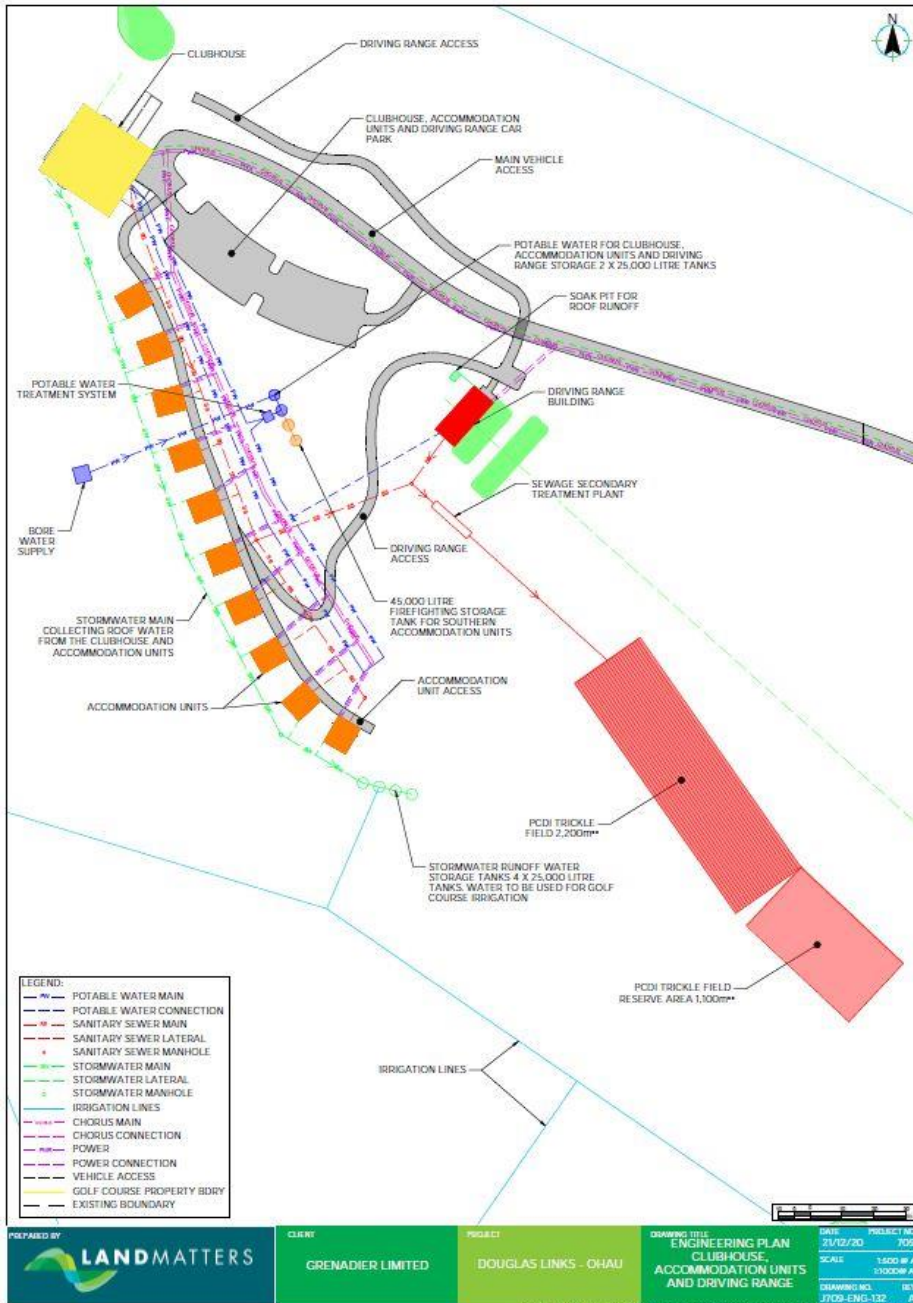 N
DRIVING RANGE ACCESS
CLUBHOUSE
CLUBHOUSE, ACCOMMODATION
UNITS AND DRIVING RANGE CAR
PARK
MAIN VEHICLE
ACCESS
POTABLE WATER FOR CLUBHOUSE,
ACCOMMODATION UNITS AND DRIVING
RANGE STORAGE 2 X 25,000 LITRE TANKS
SOAK PIT FOR
ROOF RUNOFF
POTABLE WATER
TREATMENT SYSTEM
DRIVING RANGE
BUILDING
SEWAGE SECONDARY
TREATMENT PLANT
BORE
WATER
SUPPLY
DRIVING RANGE
ACCESS
45,000 LITRE
FIREFIGHTING STORAGE
TANK FOR SOUTHERN
ACCOMMODATION UNITS
STORMWATER MAIN
COLLECTING ROOF WATER
FROM THE CLUBHOUSE AND
ACCOMMODATION UNITS
ACCOMMODATION UNITS
ACCOMMODATION
UNIT ACCESS
PCDI TRICKLE
FIELD 2,200m²
STORMWATER RUNOFF WATER
STORAGE TANKS 4 X 25,000 LITRE
TANKS. WATER TO BE USED FOR GOLF
COURSE IRRIGATION
PCDI TRICKLE FIELD
RESERVE AREA 1,100m²
IRRIGATION LINES
LEGEND:
POTABLE WATER MAIN
POTABLE WATER CONNECTION
SANITARY SEWER MAIN
SANITARY SEWER LATERAL
SANITARY SEWER MANHOLE
STORMWATER MAIN
STORMWATER LATERAL
STORMWATER MANHOLE
IRRIGATION LINES
CHORUS MAIN
CHORUS CONNECTION
POWER
POWER CONNECTION
VEHICLE ACCESS
GOLF COURSE PROPERTY BDRY
EXISTING BOUNDARY
PREPARED BY
LANDMATTERS
CLIENT
GRENADIER LIMITED
PROJECT
DOUGLAS LINKS - OHAU
DRAWING TITLE
ENGINEERING PLAN
CLUBHOUSE,
ACCOMMODATION UNITS
AND DRIVING RANGE
DATE PROJECT NO
21/12/20 709
SCALE
DRAWING NO.
J709-ENG-132